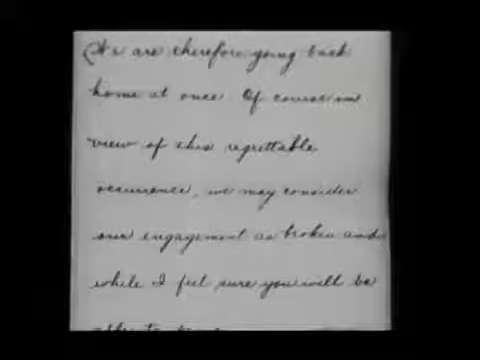 We are therefore going back
home at once. Of course in
view of this regrettable
occurrence, we may consider
our engagement as broken and
while I feel sure you will be